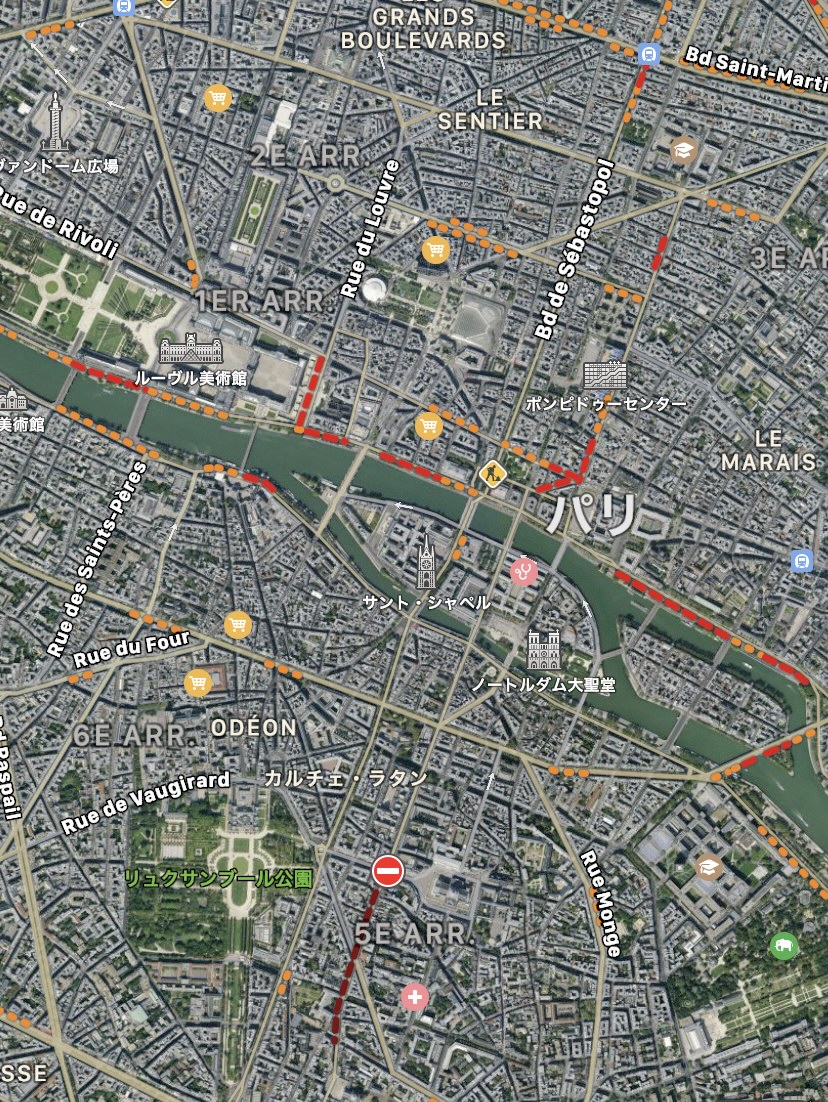 GRANDS
BOULEVARDS
Bd Saint-Marti
LE
SENTIER
ヴァンドーム広場
2E ARR.
Rue du Louvre
Bd de Sébastopol
Rue de Rivoli
3E AR
1ER ARR.
ルーヴル美術館
ポンピドゥーセンター
美術館
LE
MARAIS
パリ
Rue des Saints-Pères
サント・シャペル
Rue du Four
ノートルダム大聖堂
6E ARR.
ODÉON
Bd Raspail
カルチェ・ラタン
Rue de Vaugirard
リュクサンブール公園
Rue Monge
5E ARR.
SSE